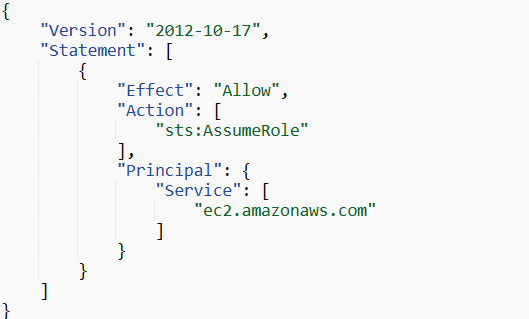 {
    "Version": "2012-10-17",
    "Statement": [
        {
            "Effect": "Allow",
            "Action": [
                "sts:AssumeRole"
            ],
            "Principal": {
                "Service": [
                    "ec2.amazonaws.com"
                ]
            }
        }
    ]
}